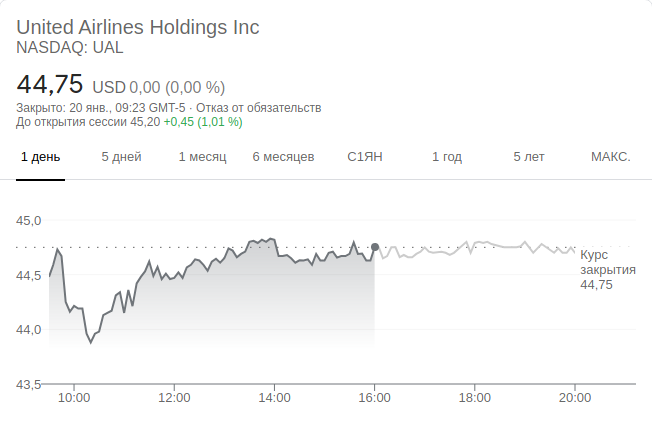 United Airlines Holdings Inc
NASDAQ: UAL
44,75 USD 0,00 (0,00 %)
Закрыто: 20 янв., 09:23 GMT-5 · Отказ от обязательств
До открытия сессии 45,20 +0,45 (1,01 %)
1 день 5 дней 1 месяц 6 месяцев С1ЯН 1 год 5 лет МАКС.
45,0
Курс
закрытия
44,75
44,5
44,0
43,5
10:00 12:00 14:00 16:00 18:00 20:00